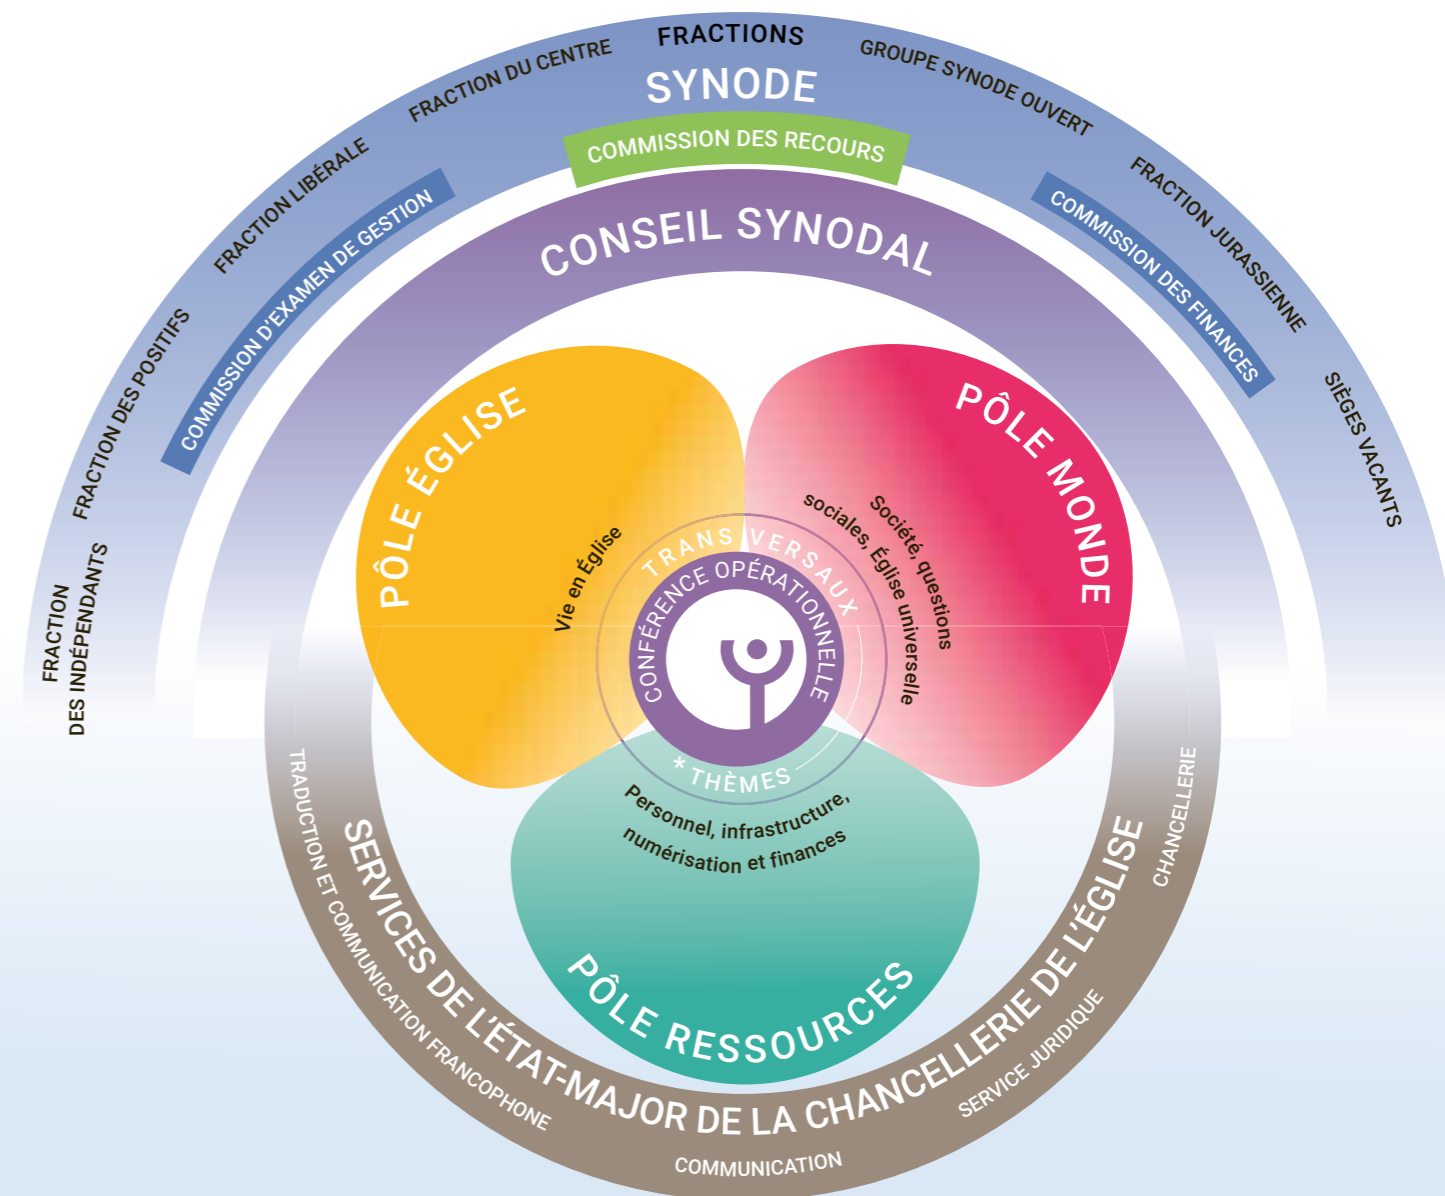 FRACTIONS
SYNODE
FRACTION
DES INDÉPENDANTS
FRACTION DES POSITIFS
FRACTION LIBÉRALE
FRACTION DU CENTRE
GROUPE SYNODE OUVERT
FRACTION JURASSIENNE
SIÈGES VACANTS
COMMISSION D'EXAMEN DE GESTION
COMMISSION DES RECOURS
COMMISSION DES FINANCES
CONSEIL SYNODAL
PÔLE ÉGLISE
Vie en Église
PÔLE MONDE
Société, questions
sociales, Église universelle
TRANSVERSAUX
CONFÉRENCE OPÉRATIONNELLE
*THÈMES
Personnel, infrastructure,
numérisation et finances
PÔLE RESSOURCES
SERVICES DE L'ÉTAT-MAJOR DE LA CHANCELLERIE DE L'ÉGLISE
TRADUCTION ET COMMUNICATION FRANCOPHONE
COMMUNICATION
SERVICE JURIDIQUE
CHANCELLERIE